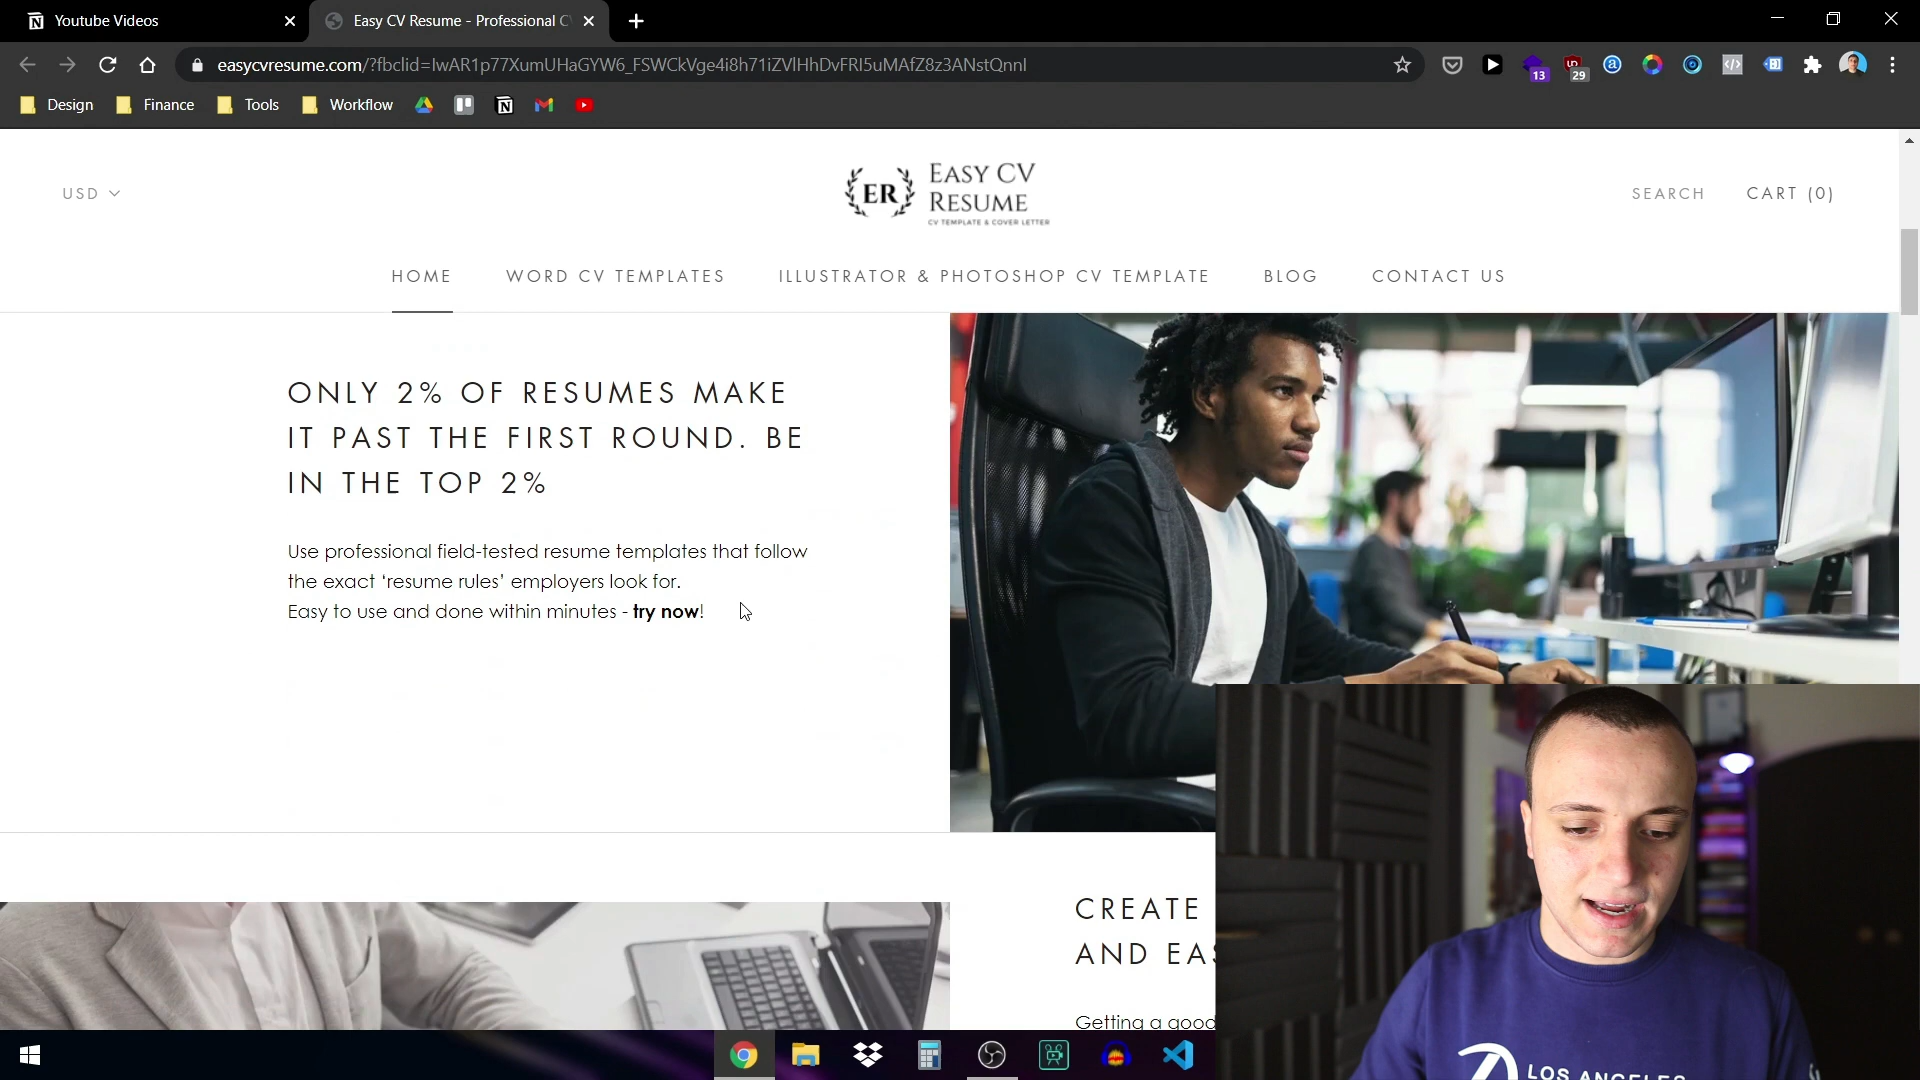 Youtube Videos
Easy CV Resume - Professional C
easycvresume.com/?fbclid=IwAR1p77XumUHaGYW6_FSWCkVge4i8h71iZVlHhDvFRI5uMAfZ8z3ANstQnnI
13
29
Design
Finance
Tools
Workflow
USD
ER
EASY CV
RESUME
CV TEMPLATE & COVER LETTER
SEARCH
CART (0)
HOME
WORD CV TEMPLATES
ILLUSTRATOR & PHOTOSHOP CV TEMPLATE
BLOG
CONTACT US
ONLY 2% OF RESUMES MAKE
IT PAST THE FIRST ROUND. BE
IN THE TOP 2%
Use professional field-tested resume templates that follow
the exact ‘resume rules’ employers look for.
Easy to use and done within minutes - try now!
CREATE
AND EAS
Getting a good
LOS ANGELES